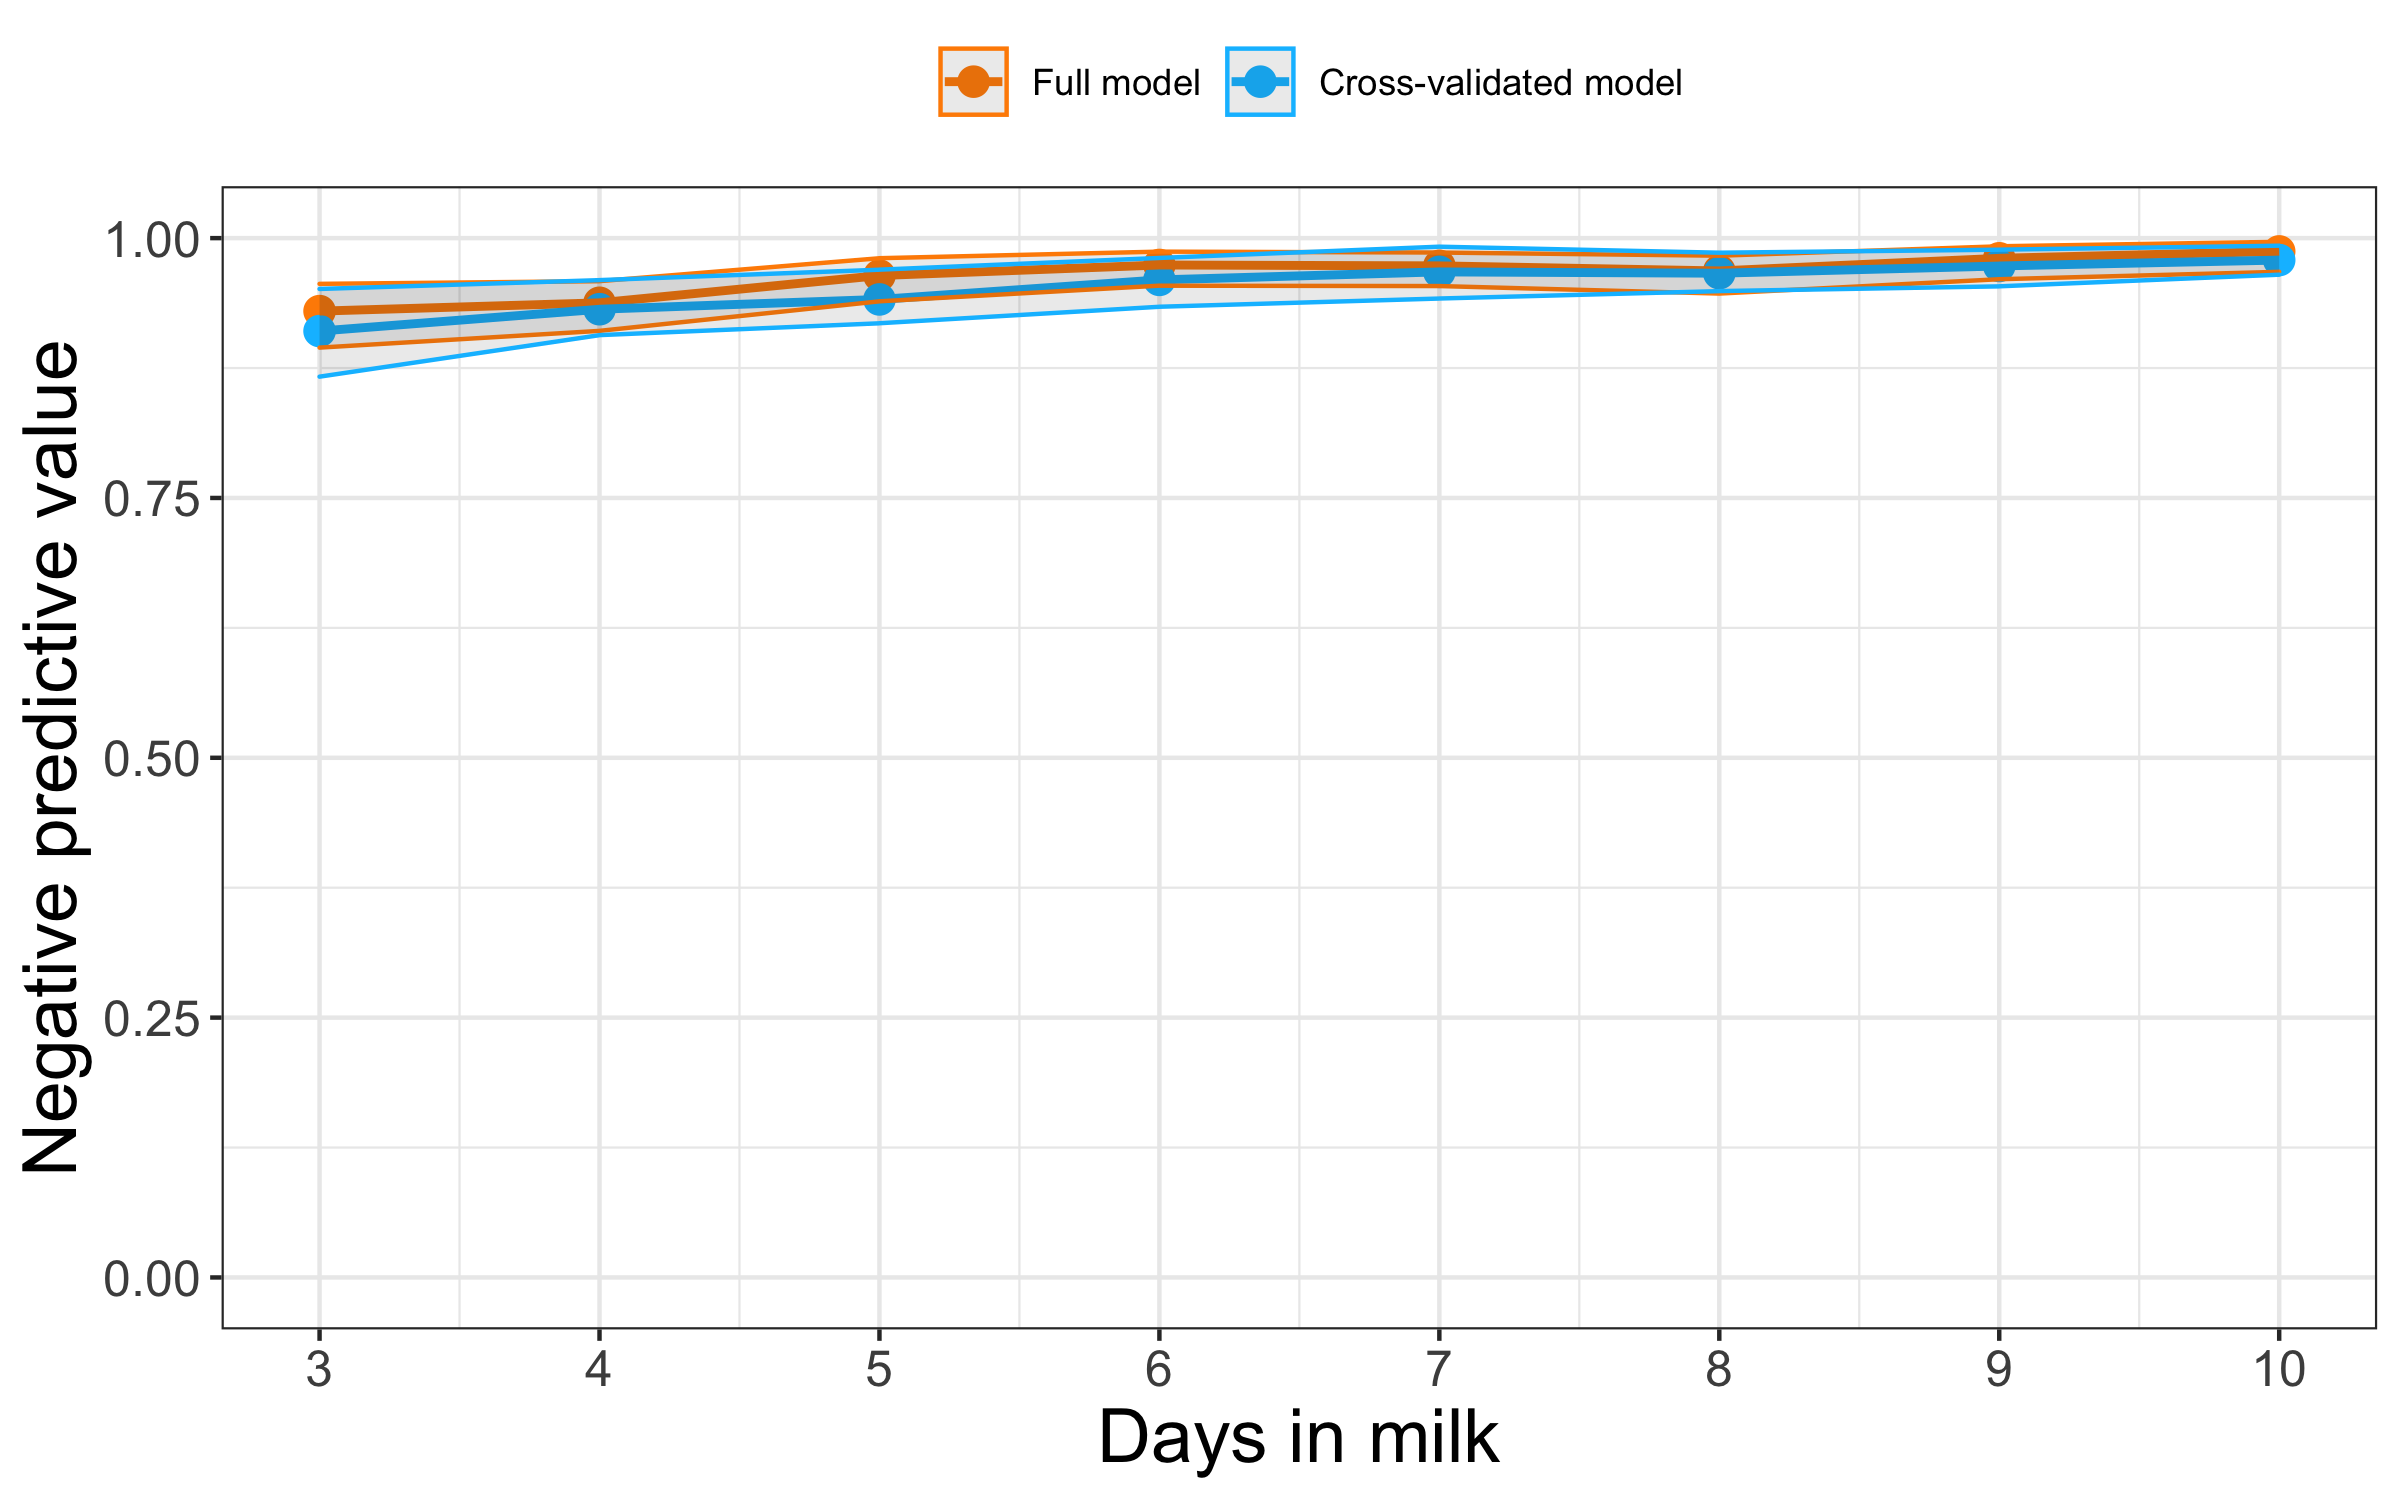 Full model Cross-validated model
Negative predictive value
1.00
0.75
0.50
0.25
0.00
3 4 5 6 7 8 9 10
Days in milk